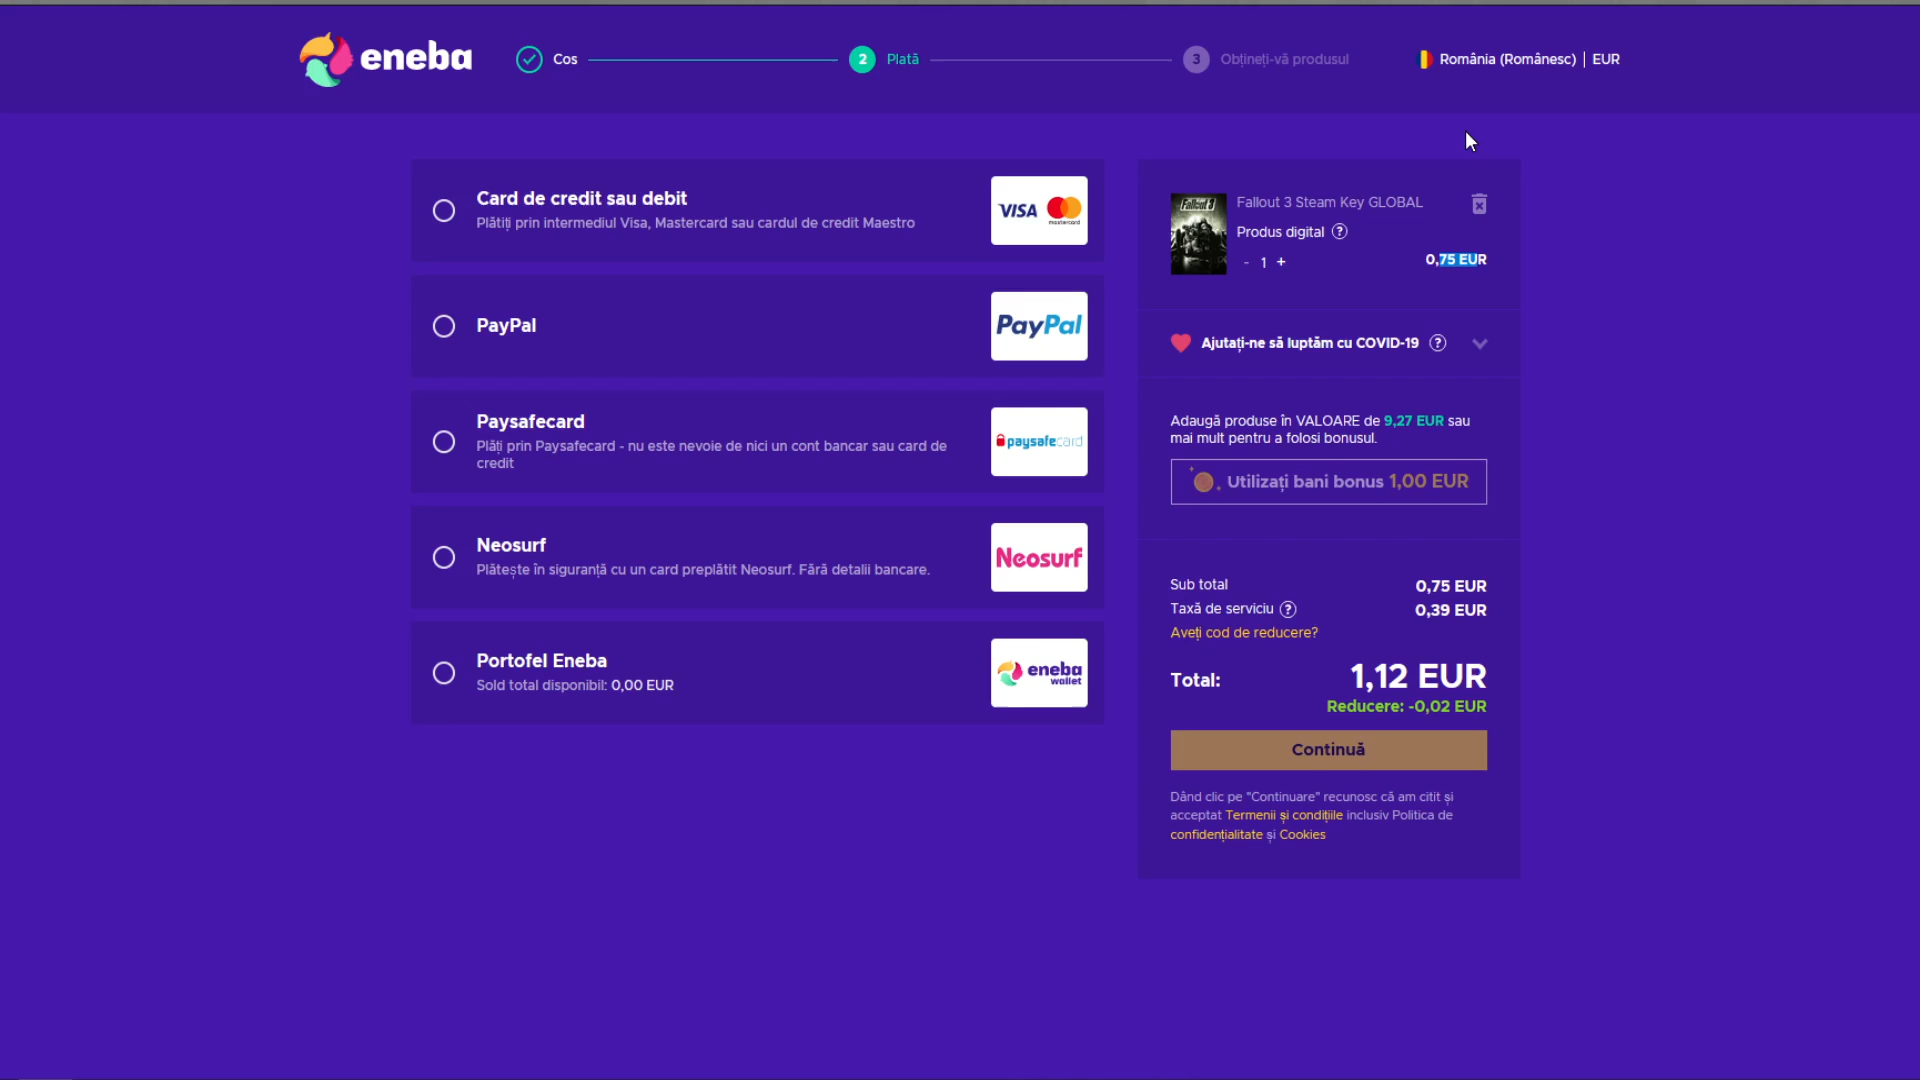 eneba
Cos
2 Plată
3 Obțineți-vă produsul
România (Românesc) | EUR
Card de credit sau debit
Plătiți prin intermediul Visa, Mastercard sau cardul de credit Maestro
VISA
mastercard
PayPal
PayPal
Paysafecard
Plăți prin Paysafecard - nu este nevoie de nici un cont bancar sau card de
credit
paysafecard
Neosurf
Plătește în siguranță cu un card preplătit Neosurf. Fără detalii bancare.
Neosurf
Portofel Eneba
Sold total disponibil: 0,00 EUR
eneba
wallet
Fallout 3
Fallout 3 Steam Key GLOBAL
Produs digital ?
- 1 +
0,75 EUR
Ajutați-ne să luptăm cu COVID-19 ?
Adaugă produse în VALOARE de 9,27 EUR sau
mai mult pentru a folosi bonusul.
Utilizați bani bonus 1,00 EUR
Sub total 0,75 EUR
Taxă de serviciu ? 0,39 EUR
Aveți cod de reducere?
Total: 1,12 EUR
Reducere: -0,02 EUR
Continuă
Dând clic pe "Continuare" recunosc că am citit și
acceptat Termenii și condițiile inclusiv Politica de
confidențialitate și Cookies